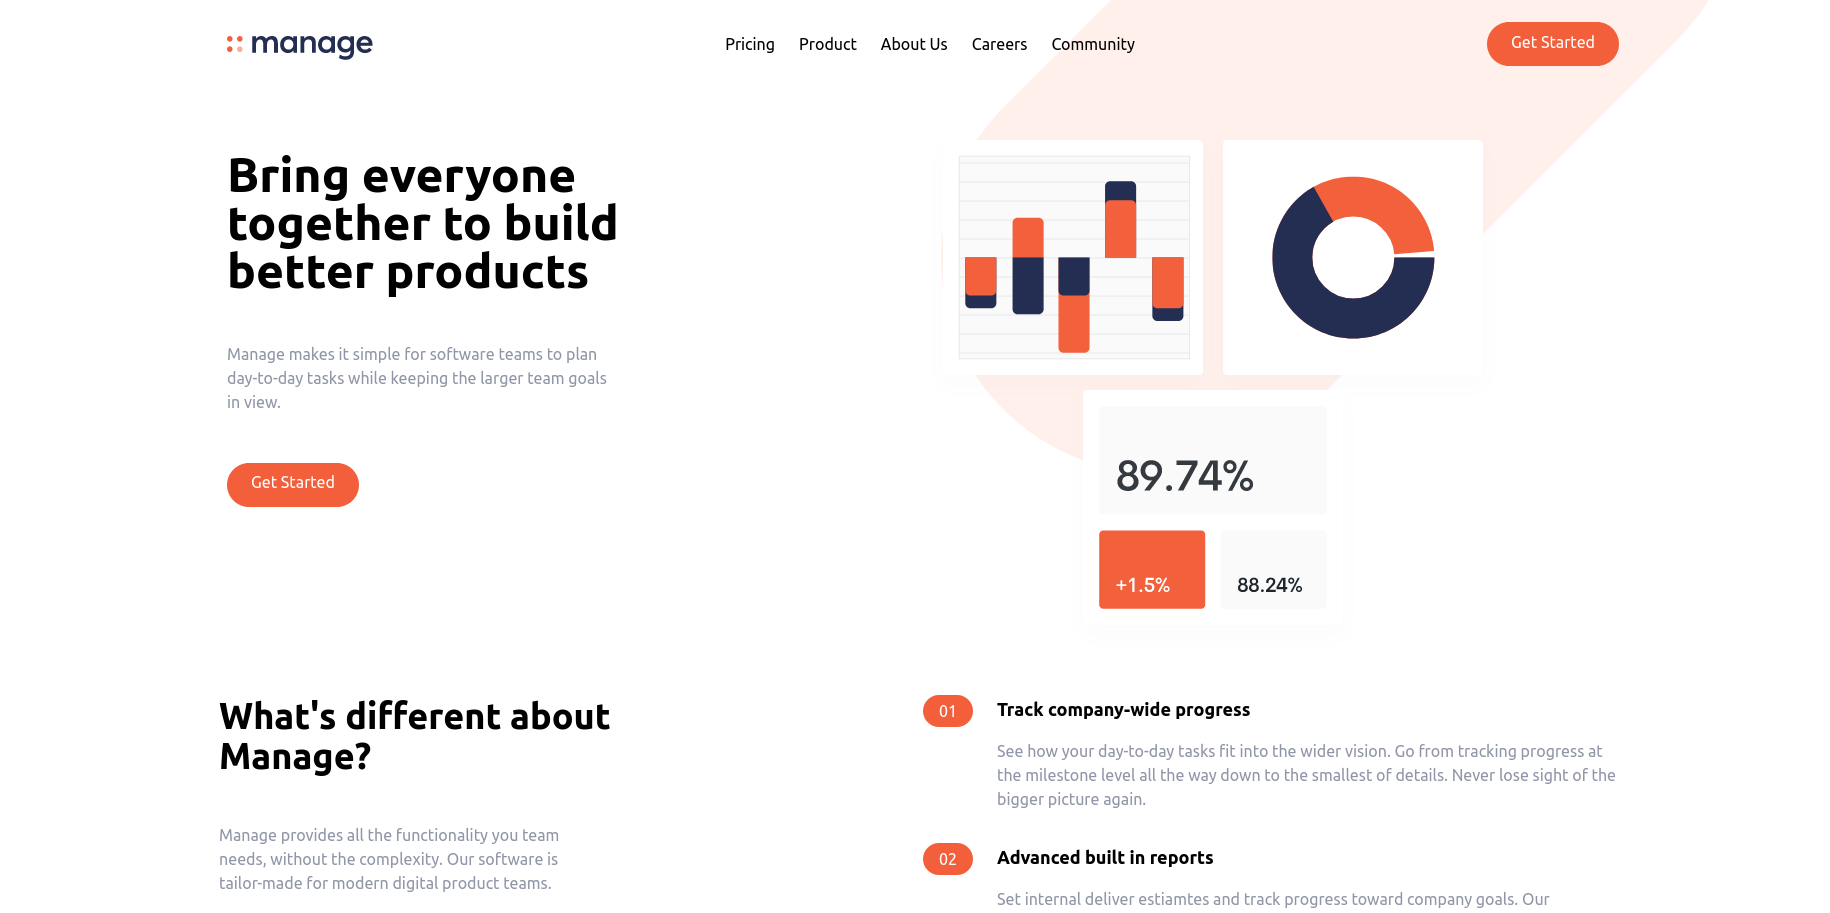 manage
Pricing Product About Us Careers Community
Get Started
Bring everyone
together to build
better products
Manage makes it simple for software teams to plan
day-to-day tasks while keeping the larger team goals
in view.
Get Started
89.74%
+1.5%
88.24%
What's different about
Manage?
Manage provides all the functionality you team
needs, without the complexity. Our software is
tailor-made for modern digital product teams.
01
Track company-wide progress
See how your day-to-day tasks fit into the wider vision. Go from tracking progress at
the milestone level all the way down to the smallest of details. Never lose sight of the
bigger picture again.
02
Advanced built in reports
Set internal deliver estiamtes and track progress toward company goals. Our